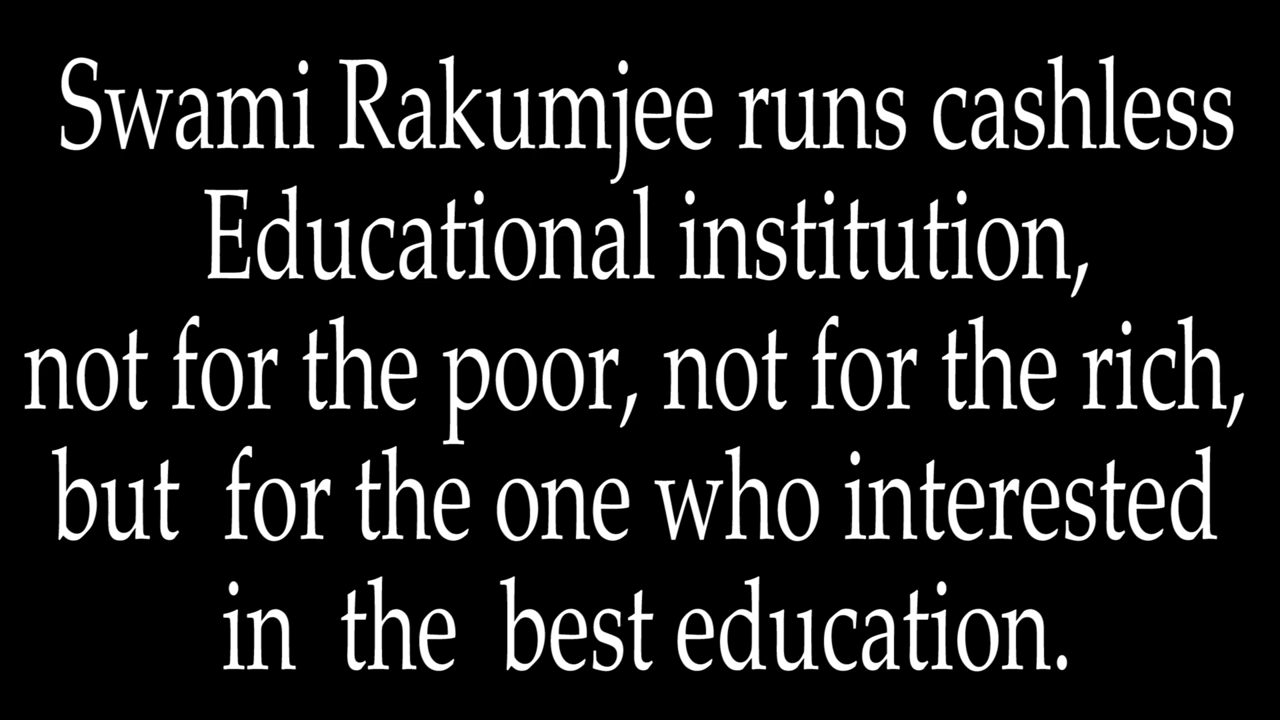 Swami Rakumjee runs cashless
Educational institution,
not for the poor, not for the rich,
but for the one who interested
in the best education.